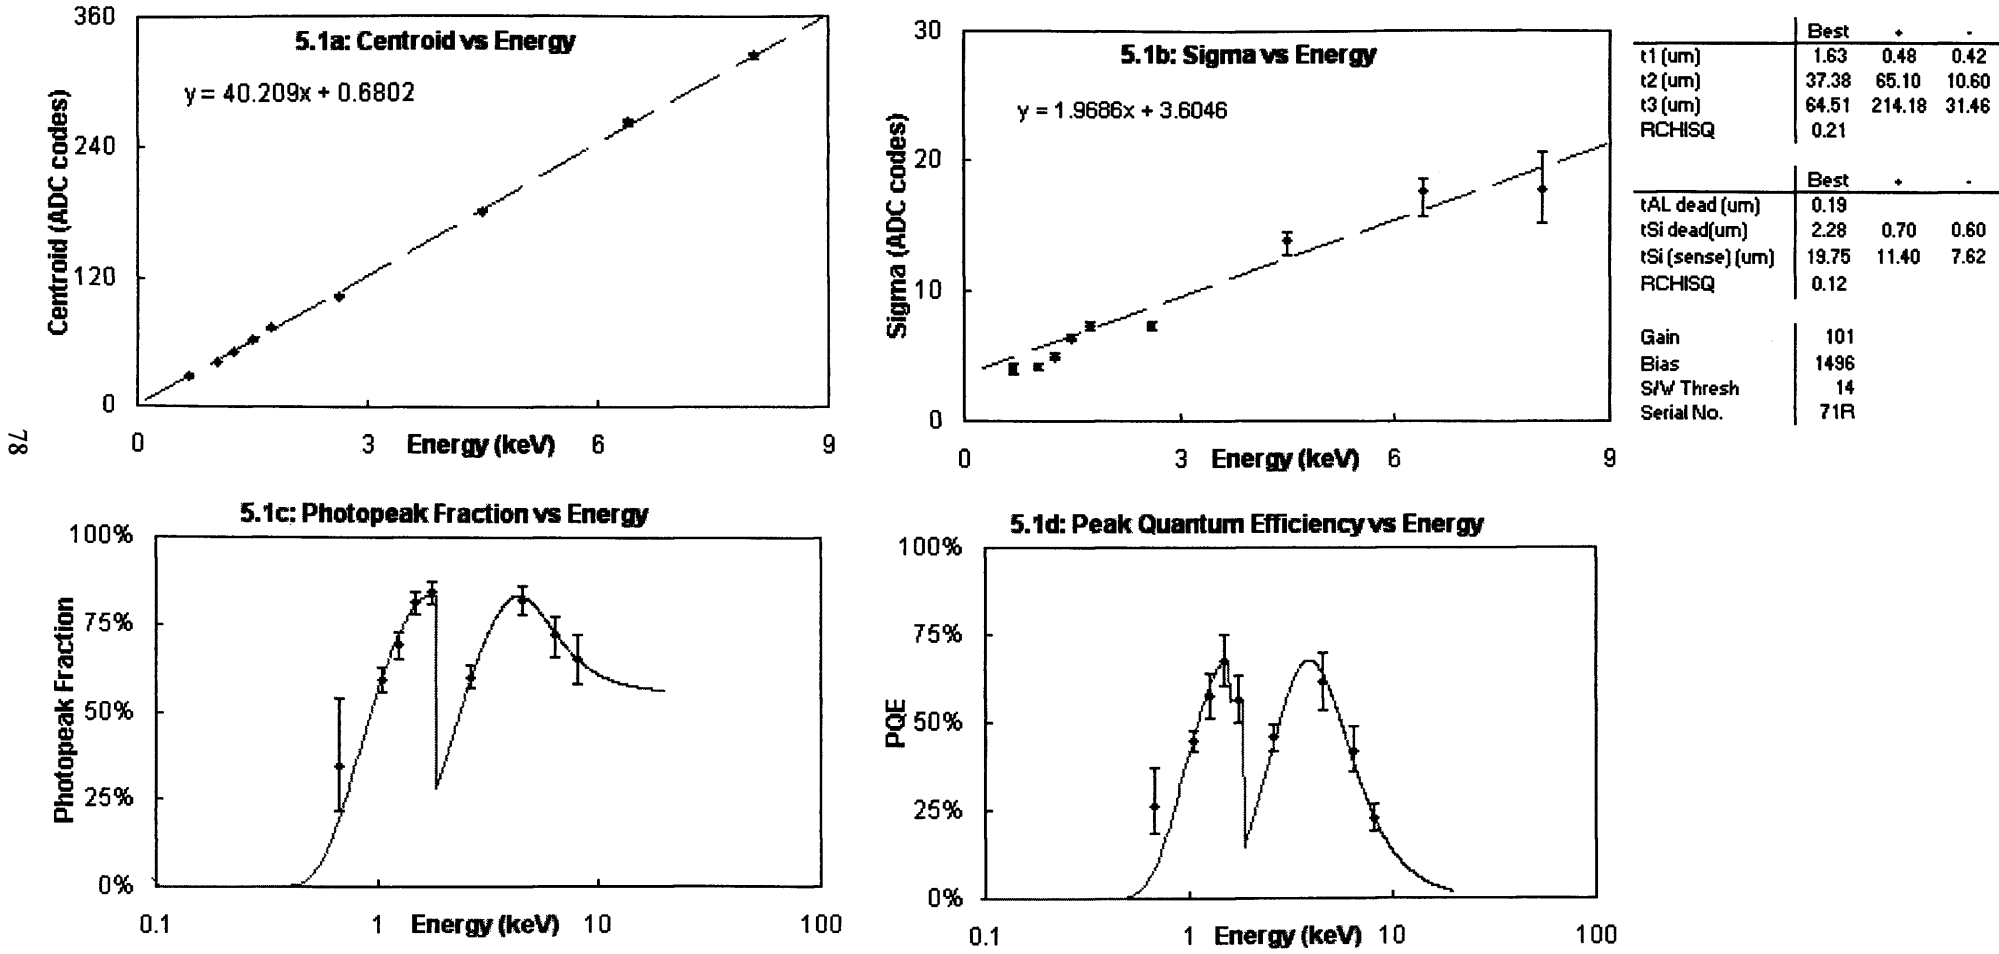 5.1a: Centroid vs Energy
y = 40.209x + 0.6802
Centroid (ADC codes)
360
240
120
0
0
3
6
9
Energy (keV)
5.1b: Sigma vs Energy
y = 1.9686x + 3.6046
Sigma (ADC codes)
30
20
10
0
0
3
6
9
Energy (keV)
Best + -
t1 (um) 1.63 0.48 0.42
t2 (um) 37.38 65.10 10.60
t3 (um) 64.51 214.18 31.46
RCHISQ 0.21
Best + -
tAL dead (um) 0.19
tSi dead(um) 2.28 0.70 0.60
tSi (sense) (um) 19.75 11.40 7.62
RCHISQ 0.12
Gain 101
Bias 1496
S/W Thresh 14
Serial No. 71R
78
5.1c: Photopeak Fraction vs Energy
Photopeak Fraction
100%
75%
50%
25%
0%
0.1
1
10
100
Energy (keV)
5.1d: Peak Quantum Efficiency vs Energy
PQE
100%
75%
50%
25%
0%
0.1
1
10
100
Energy (keV)